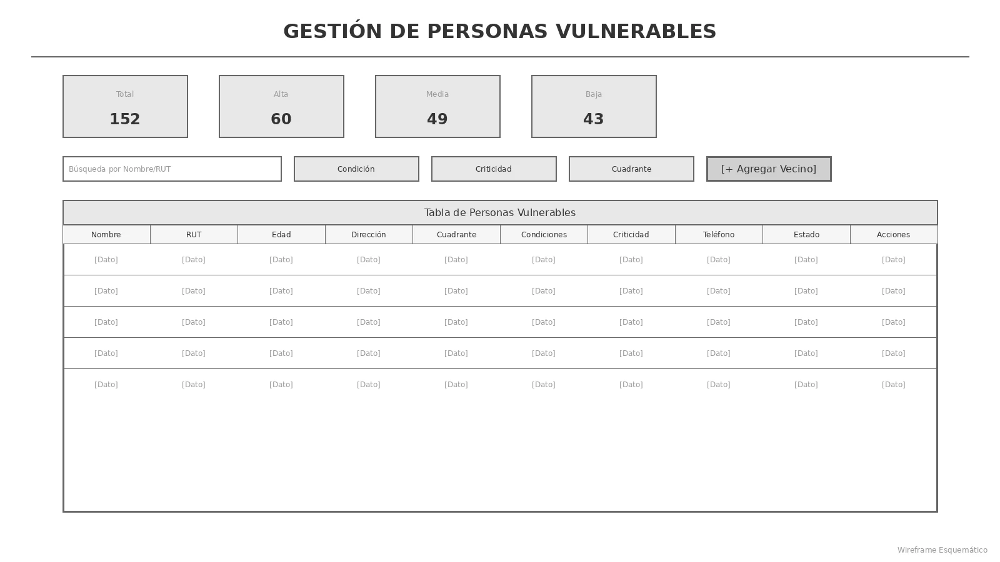 GESTIÓN DE PERSONAS VULNERABLES
Total Alta Media Baja
152 60 49 43
Búsqueda por Nombre/RUT Condición Criticidad Cuadrante [+ Agregar Vecino]
Tabla de Personas Vulnerables
Nombre RUT Edad Dirección Cuadrante Condiciones Criticidad Teléfono Estado Acciones
[Dato] [Dato] [Dato] [Dato] [Dato] [Dato] [Dato] [Dato] [Dato] [Dato]
[Dato] [Dato] [Dato] [Dato] [Dato] [Dato] [Dato] [Dato] [Dato] [Dato]
[Dato] [Dato] [Dato] [Dato] [Dato] [Dato] [Dato] [Dato] [Dato] [Dato]
[Dato] [Dato] [Dato] [Dato] [Dato] [Dato] [Dato] [Dato] [Dato] [Dato]
[Dato] [Dato] [Dato] [Dato] [Dato] [Dato] [Dato] [Dato] [Dato] [Dato]
Wireframe Esquemático